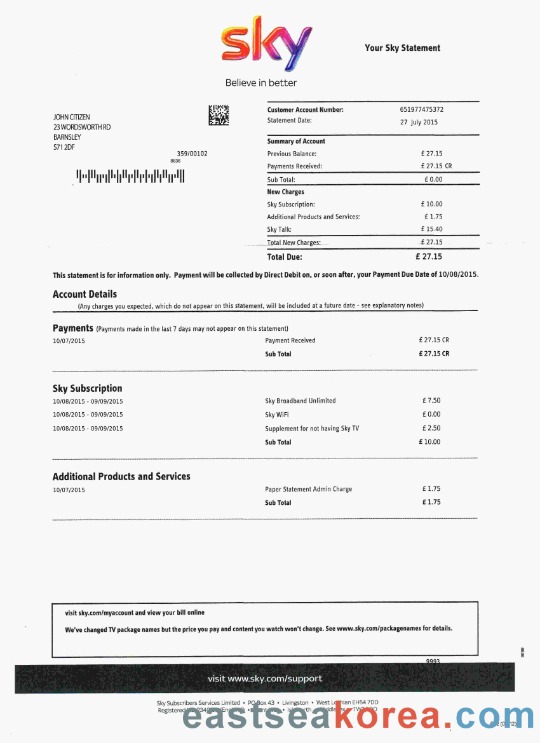 sky
Your Sky Statement
Believe in better
JOHN CITIZEN
23 WORDSWORTH RD
BARNSLEY
S71 2DF
359/00102
Customer Account Number: 651977475372
Statement Date: 27 July 2015
Summary of Account
Previous Balance: £ 27.15
Payments Received: £ 27.15 CR
Sub Total: £ 0.00
New Charges
Sky Subscription: £ 10.00
Additional Products and Services: £ 1.75
Sky Talk: £ 15.40
Total New Charges: £ 27.15
Total Due: £ 27.15
This statement is for information only. Payment will be collected by Direct Debit on, or soon after, your Payment Due Date of 10/08/2015.
Account Details
(Any charges you expected, which do not appear on this statement, will be included at a future date - see explanatory notes)
Payments (Payments made in the last 7 days may not appear on this statement)
10/07/2015 Payment Received £ 27.15 CR
Sub Total £ 27.15 CR
Sky Subscription
10/08/2015 - 09/09/2015 Sky Broadband Unlimited £ 7.50
10/08/2015 - 09/09/2015 Sky WiFi £ 0.00
10/08/2015 - 09/09/2015 Supplement for not having Sky TV £ 2.50
Sub Total £ 10.00
Additional Products and Services
10/07/2015 Paper Statement Admin Charge £ 1.75
Sub Total £ 1.75
visit sky.com/myaccount and view your bill online
We've changed TV package names but the price you pay and content you watch won't change. See www.sky.com/packagenames for details.
9993
visit www.sky.com/support
Sky Subscribers Services Limited • PO Box 43 • Livingston • West Lothian EH54 7DD
Registered
eastseakorea.com